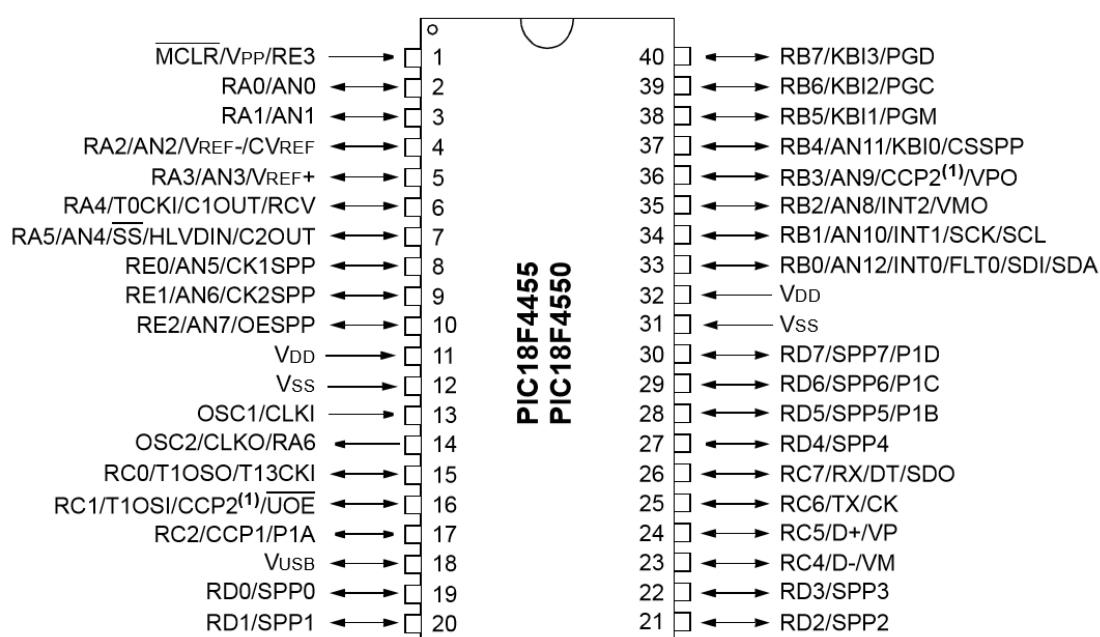 MCLR/VPP/RE3 1
RA0/AN0 2
RA1/AN1 3
RA2/AN2/VREF-/CVREF 4
RA3/AN3/VREF+ 5
RA4/T0CKI/C1OUT/RCV 6
RA5/AN4/SS/HLVDIN/C2OUT 7
RE0/AN5/CK1SPP 8
RE1/AN6/CK2SPP 9
RE2/AN7/OESPP 10
VDD 11
VSS 12
OSC1/CLKI 13
OSC2/CLKO/RA6 14
RC0/T1OSO/T13CKI 15
RC1/T1OSI/CCP2(1)/UOE 16
RC2/CCP1/P1A 17
VUSB 18
RD0/SPP0 19
RD1/SPP1 20
PIC18F4455
PIC18F4550
40 RB7/KBI3/PGD
39 RB6/KBI2/PGC
38 RB5/KBI1/PGM
37 RB4/AN11/KBI0/CSSPP
36 RB3/AN9/CCP2(1)/VPO
35 RB2/AN8/INT2/VMO
34 RB1/AN10/INT1/SCK/SCL
33 RB0/AN12/INT0/FLT0/SDI/SDA
32 VDD
31 VSS
30 RD7/SPP7/P1D
29 RD6/SPP6/P1C
28 RD5/SPP5/P1B
27 RD4/SPP4
26 RC7/RX/DT/SDO
25 RC6/TX/CK
24 RC5/D+/VP
23 RC4/D-/VM
22 RD3/SPP3
21 RD2/SPP2